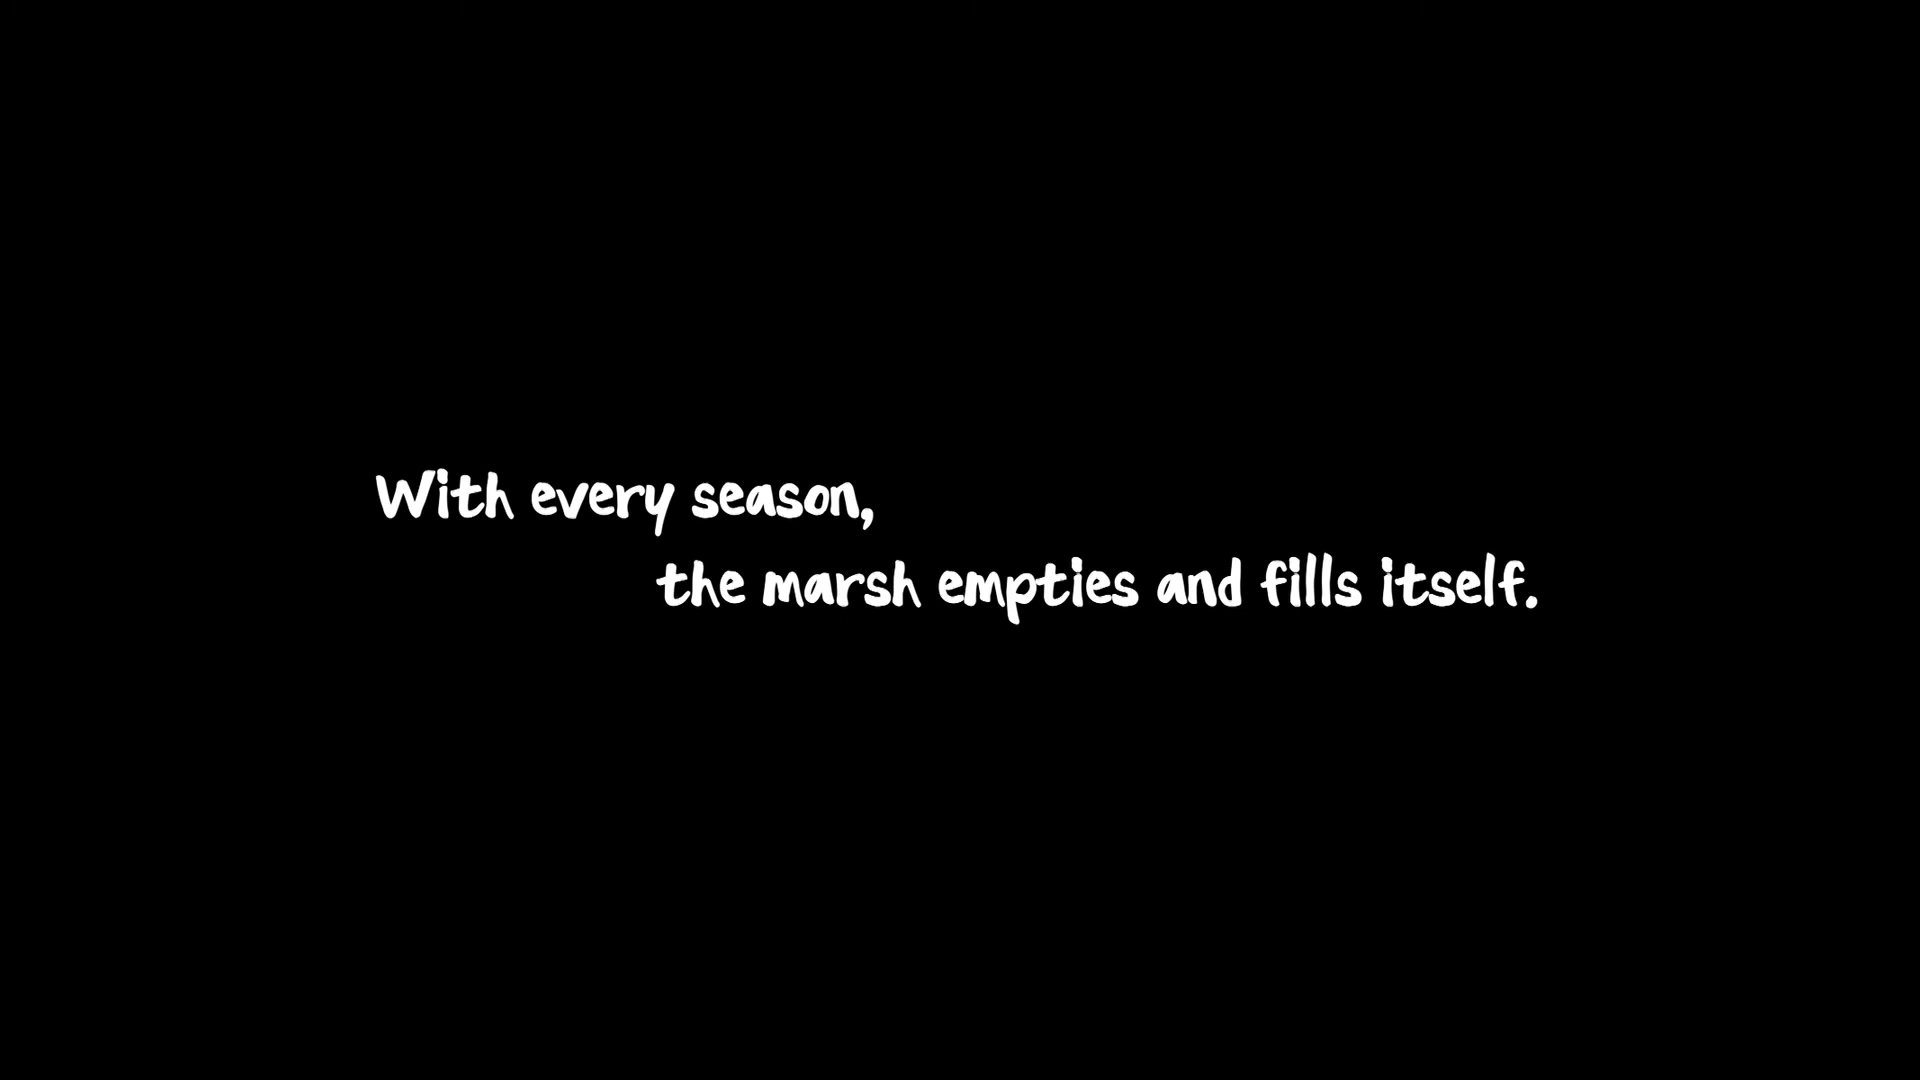 With every season,
the marsh empties and fills itself.